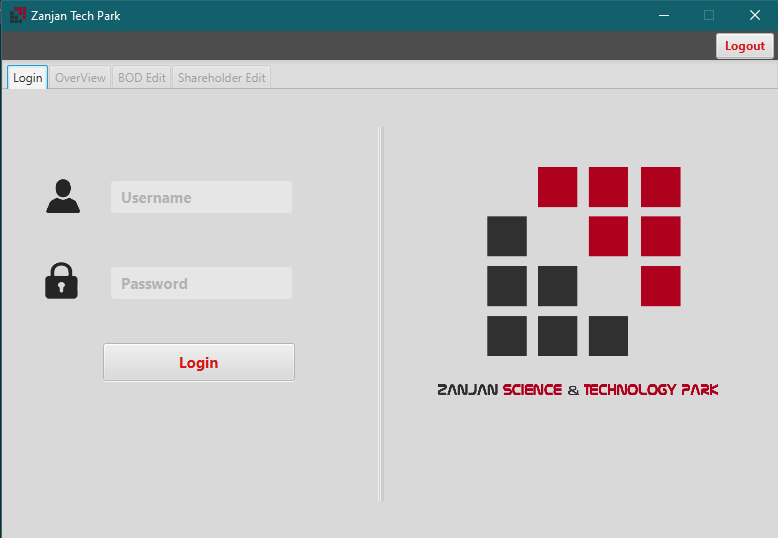 Zanjan Tech Park
Logout
Login OverView BOD Edit Shareholder Edit
Username
Password
Login
ZANJAN SCIENCE & TECHNOLOGY PARK